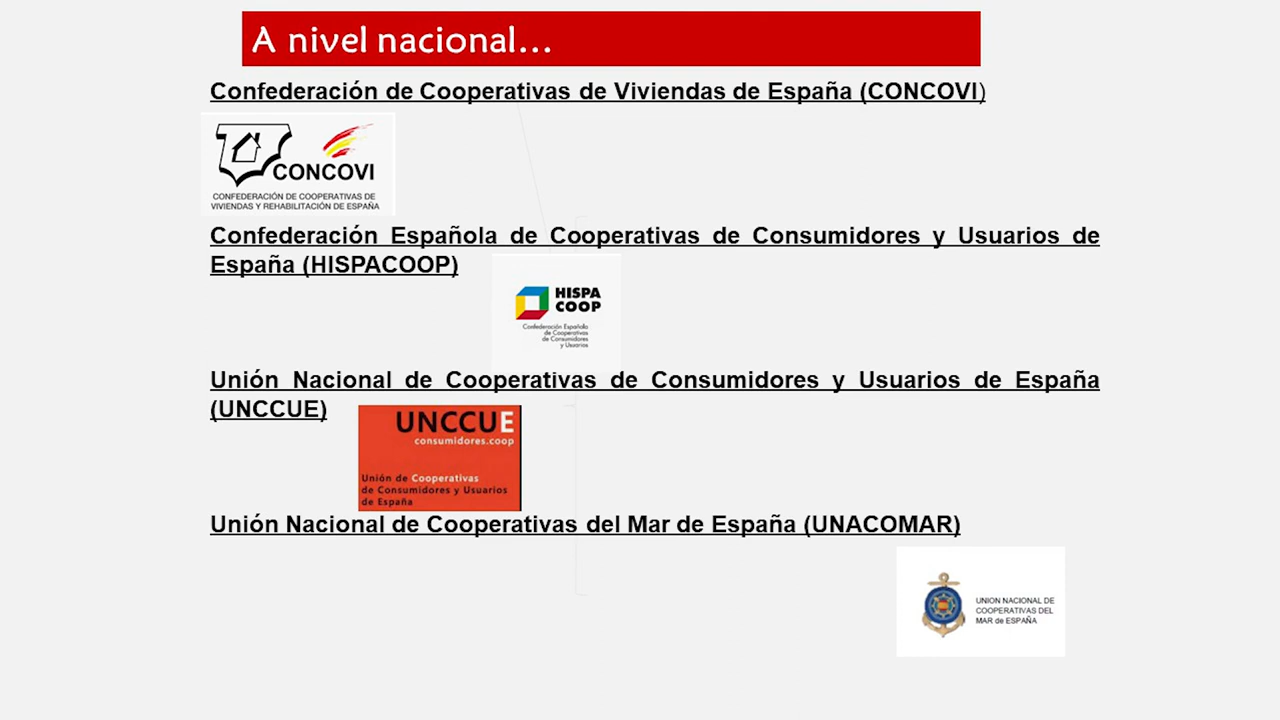 A nivel nacional...
Confederación de Cooperativas de Viviendas de España (CONCOVI)
CONCOVI
CONFEDERACIÓN DE COOPERATIVAS DE
VIVIENDAS Y REHABILITACIÓN DE ESPAÑA
Confederación Española de Cooperativas de Consumidores y Usuarios de
España (HISPACOOP)
HISPA
COOP
Confederación Española
de Cooperativas
de Consumidores
y Usuarios
Unión Nacional de Cooperativas de Consumidores y Usuarios de España
(UNCCUE)
UNCCUE
consumidores.coop
Unión de Cooperativas
de Consumidores y Usuarios
de España
Unión Nacional de Cooperativas del Mar de España (UNACOMAR)
UNION NACIONAL DE
COOPERATIVAS DEL
MAR de ESPAÑA